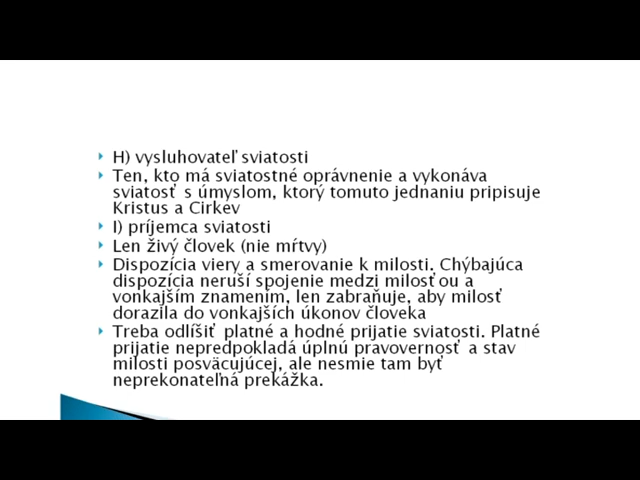 H) vysluhovateľ sviatosti
Ten, kto má sviatostné oprávnenie a vykonáva
sviatosť s úmyslom, ktorý tomuto jednaniu pripisuje
Kristus a Cirkev
I) príjemca sviatosti
Len živý človek (nie mŕtvy)
Dispozícia viery a smerovanie k milosti. Chýbajúca
dispozícia neruší spojenie medzi milosťou a
vonkajším znamením, len zabraňuje, aby milosť
dorazila do vonkajších úkonov človeka
Treba odlíšiť platné a hodné prijatie sviatosti. Platné
prijatie nepredpokladá úplnú pravovernosť a stav
milosti posväcujúcej, ale nesmie tam byť
neprekonateľná prekážka.